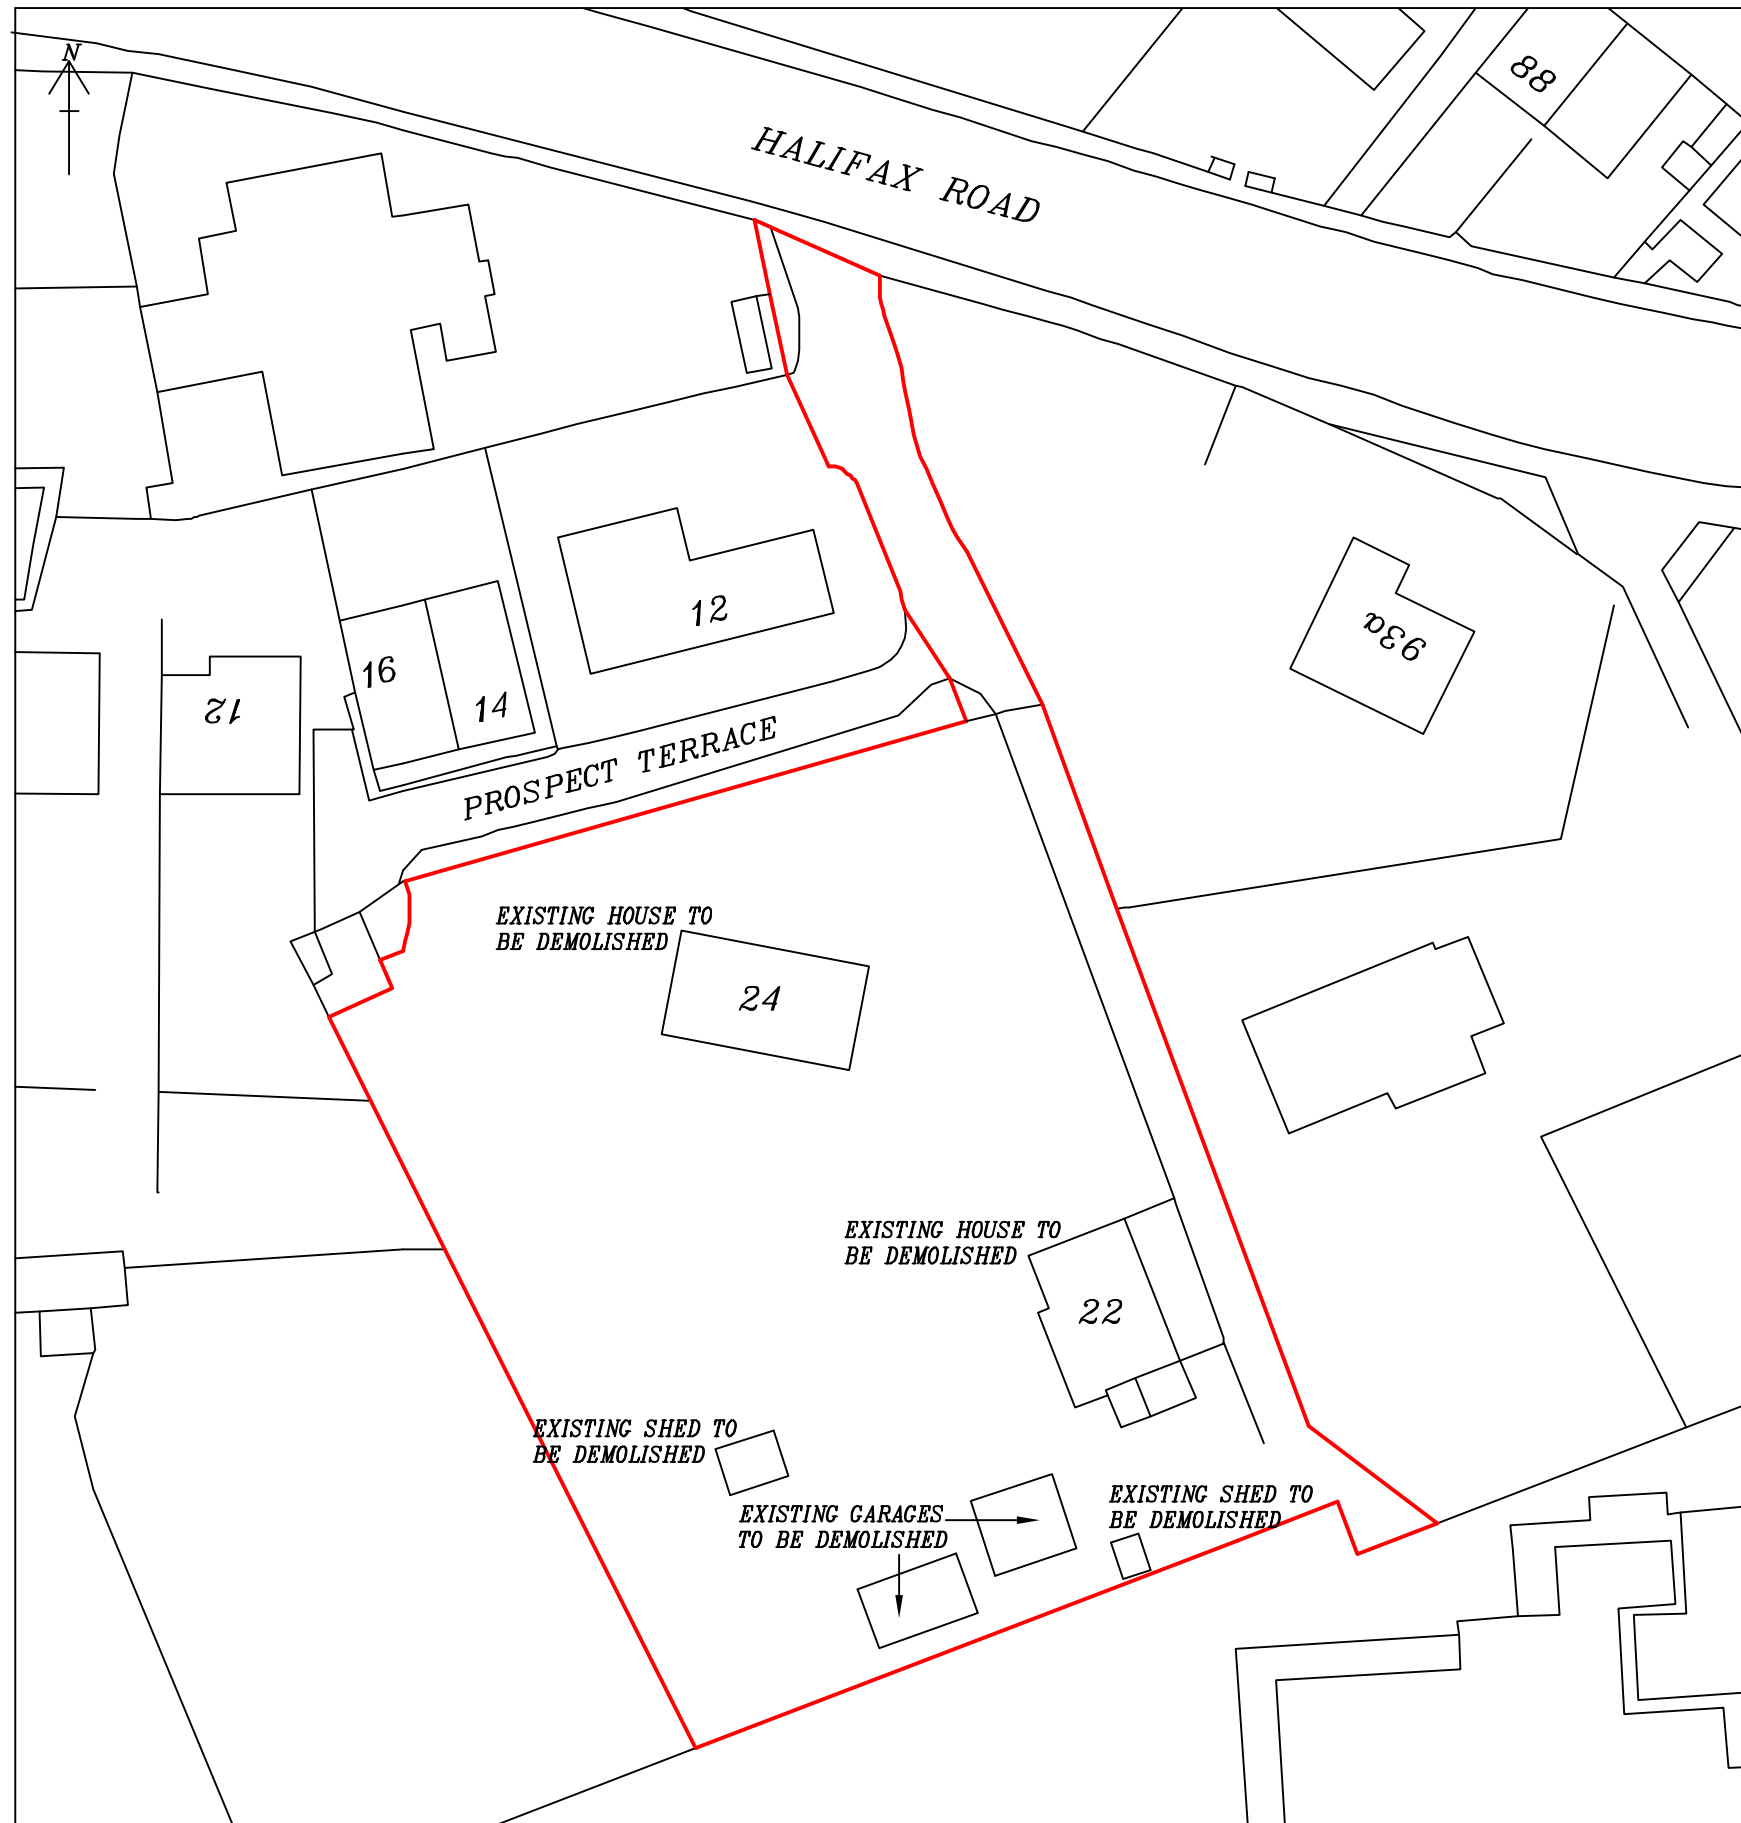 N
88
HALIFAX ROAD
12
93a
16
14
12
PROSPECT TERRACE
EXISTING HOUSE TO
BE DEMOLISHED
24
EXISTING HOUSE TO
BE DEMOLISHED
22
EXISTING SHED TO
BE DEMOLISHED
EXISTING GARAGES
TO BE DEMOLISHED
EXISTING SHED TO
BE DEMOLISHED